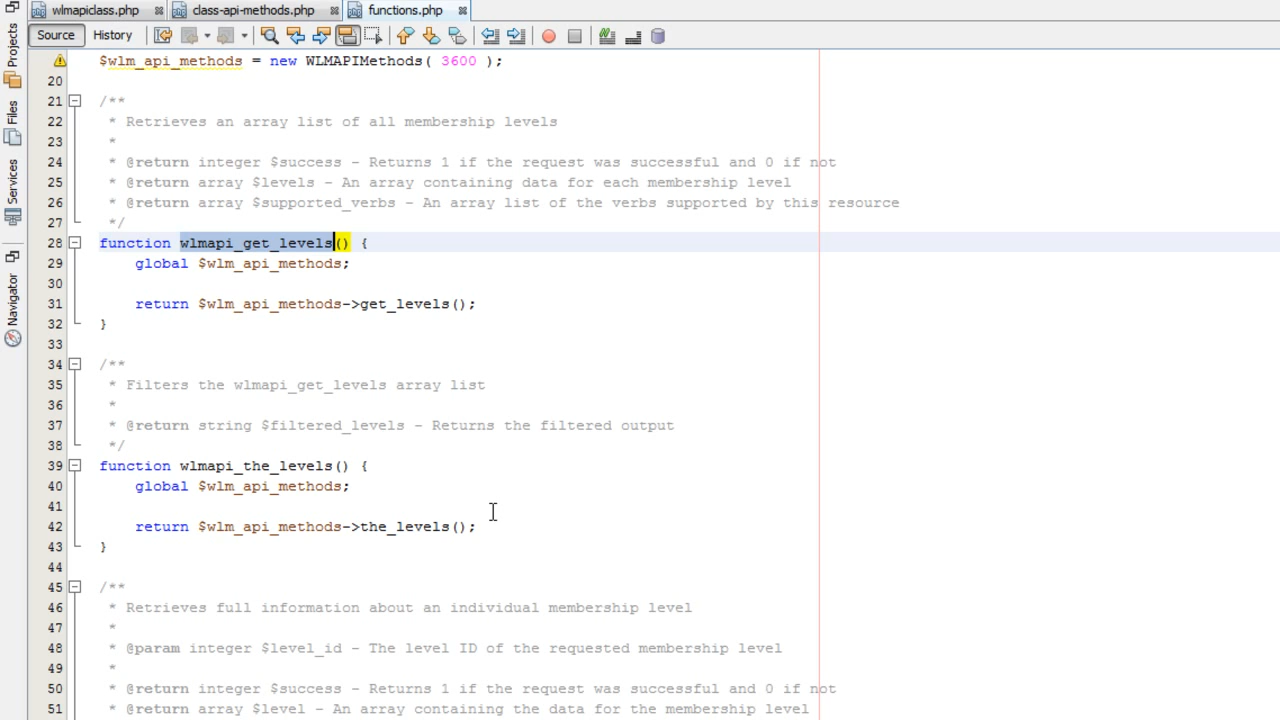 wlmapiclass.php class-api-methods.php functions.php
Source History
Projects
Files
Services
Navigator
$wlm_api_methods = new WLMAPIMethods( 3600 );
20
21 /**
22 * Retrieves an array list of all membership levels
23 *
24 * @return integer $success - Returns 1 if the request was successful and 0 if not
25 * @return array $levels - An array containing data for each membership level
26 * @return array $supported_verbs - An array list of the verbs supported by this resource
27 */
28 function wlmapi_get_levels() {
29 global $wlm_api_methods;
30
31 return $wlm_api_methods->get_levels();
32 }
33
34 /**
35 * Filters the wlmapi_get_levels array list
36 *
37 * @return string $filtered_levels - Returns the filtered output
38 */
39 function wlmapi_the_levels() {
40 global $wlm_api_methods;
41
42 return $wlm_api_methods->the_levels();
43 }
44
45 /**
46 * Retrieves full information about an individual membership level
47 *
48 * @param integer $level_id - The level ID of the requested membership level
49 *
50 * @return integer $success - Returns 1 if the request was successful and 0 if not
51 * @return array $level - An array containing the data for the membership level